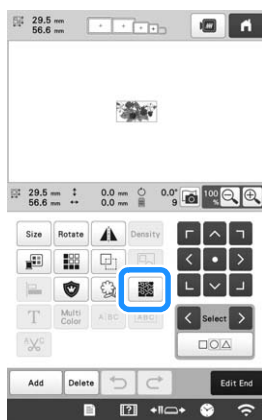 29.5 mm
56.6 mm
29.5 mm 0.0 mm 0.0°
56.6 mm 0.0 mm 9
100 %
Size Rotate Density
T Multi Color ABC ABC
Select
Add Delete Edit End